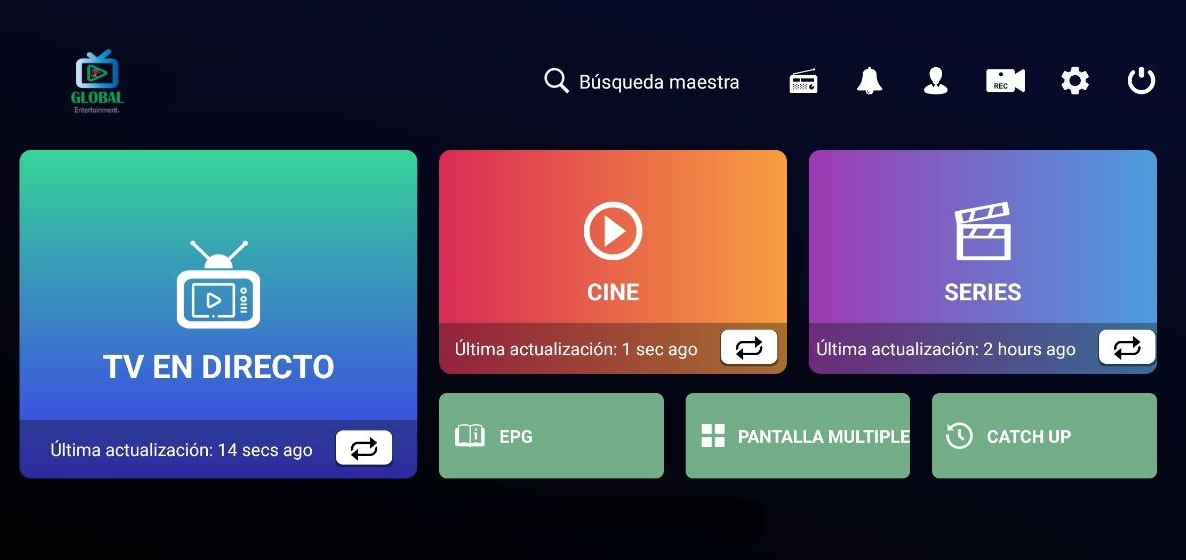 GLOBAL
Entertainment.
Búsqueda maestra
REC
TV EN DIRECTO
Última actualización: 14 secs ago
CINE
Última actualización: 1 sec ago
SERIES
Última actualización: 2 hours ago
EPG
PANTALLA MULTIPLE
CATCH UP